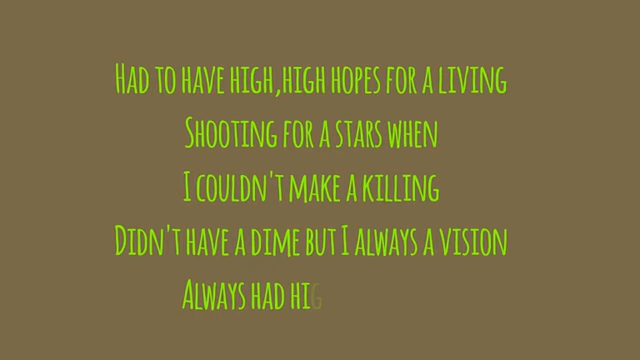 Had to have high,high hopes for a living
Shooting for a stars when
I couldn't make a killing
Didn't have a dime but I always a vision
Always had hig